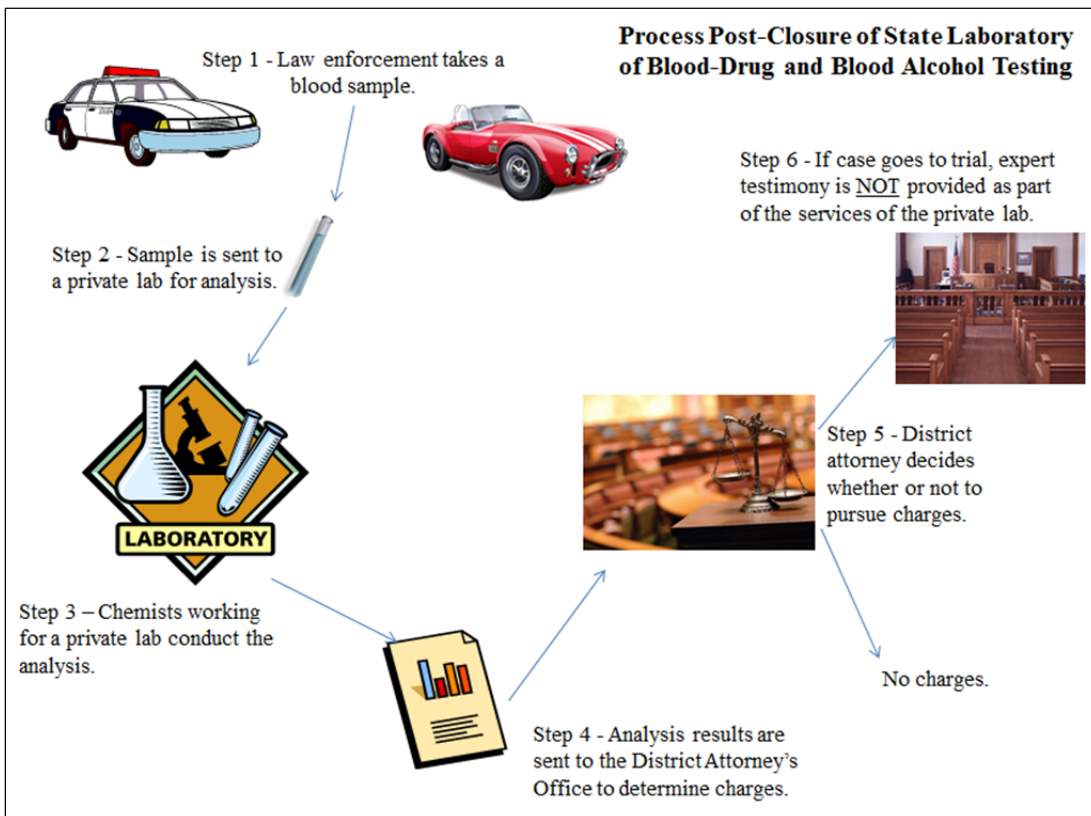 Process Post-Closure of State Laboratory
of Blood-Drug and Blood Alcohol Testing
Step 1 - Law enforcement takes a
blood sample.
Step 2 - Sample is sent to
a private lab for analysis.
LABORATORY
Step 3 – Chemists working
for a private lab conduct the
analysis.
Step 4 - Analysis results are
sent to the District Attorney's
Office to determine charges.
Step 5 - District
attorney decides
whether or not to
pursue charges.
No charges.
Step 6 - If case goes to trial, expert
testimony is NOT provided as part
of the services of the private lab.